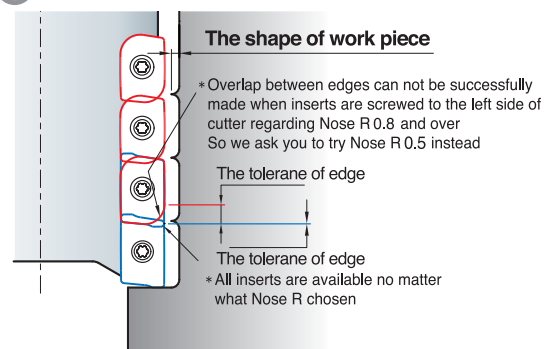 The shape of work piece
* Overlap between edges can not be successfully
made when inserts are screwed to the left side of
cutter regarding Nose R 0.8 and over
So we ask you to try Nose R 0.5 instead
The tolerane of edge
The tolerane of edge
* All inserts are available no matter
what Nose R chosen